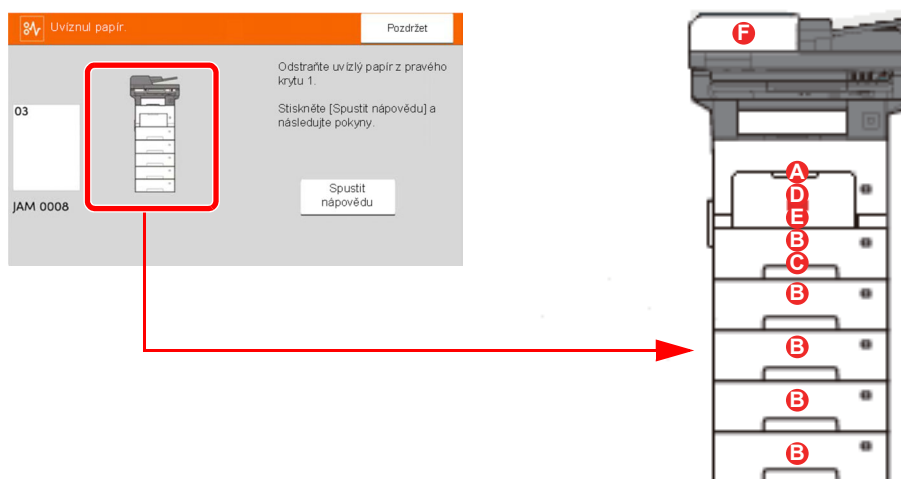 Uvíznul papír.
Pozdržet
Odstraňte uvízlý papír z pravého
krytu 1.
Stiskněte [Spustit nápovědu] a
následujte pokyny.
03
JAM 0008
Spustit
nápovědu
F
A
D
E
B
C
B
B
B
B